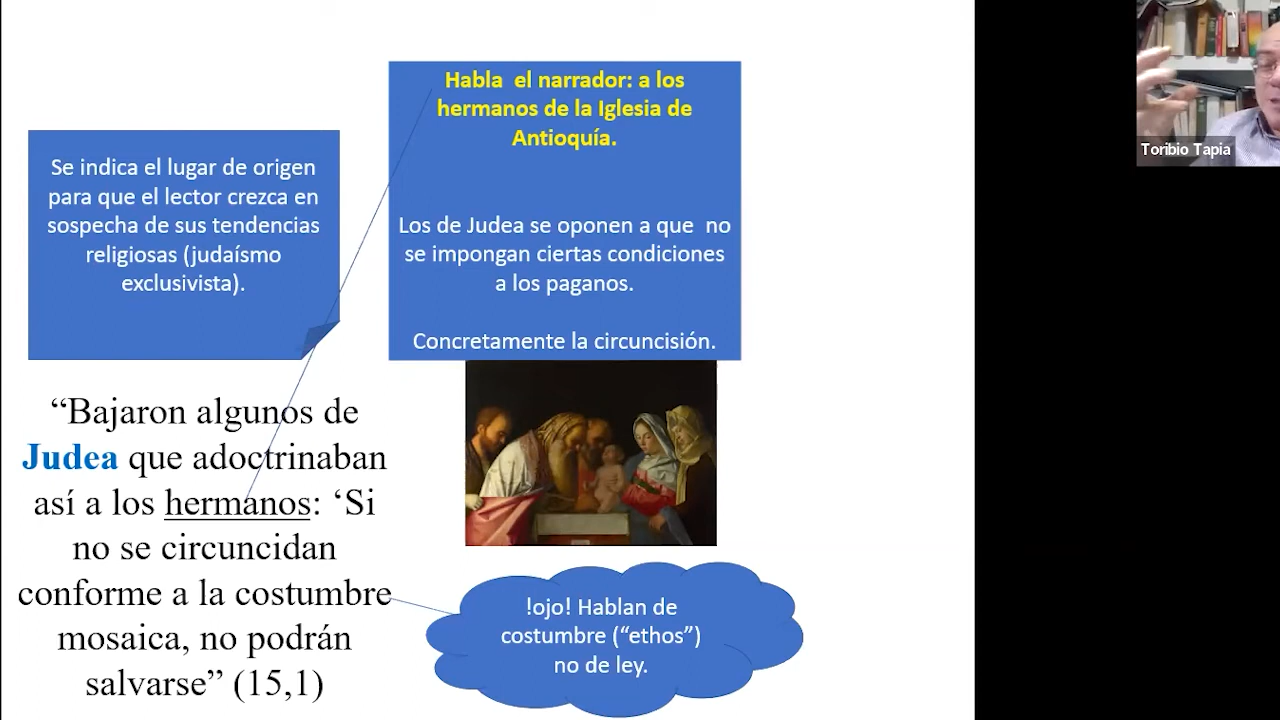 Habla  el narrador: a los
hermanos de la Iglesia de
Antioquía.
Los de Judea se oponen a que  no
se impongan ciertas condiciones
a los paganos.
Concretamente la circuncisión.
Se indica el lugar de origen
para que el lector crezca en
sospecha de sus tendencias
religiosas (judaísmo
exclusivista).
“Bajaron algunos de
Judea que adoctrinaban
así a los hermanos: ‘Si
no se circuncidan
conforme a la costumbre
mosaica, no podrán
salvarse” (15,1)
!ojo! Hablan de
costumbre (“ethos”)
no de ley.
Toribio Tapia